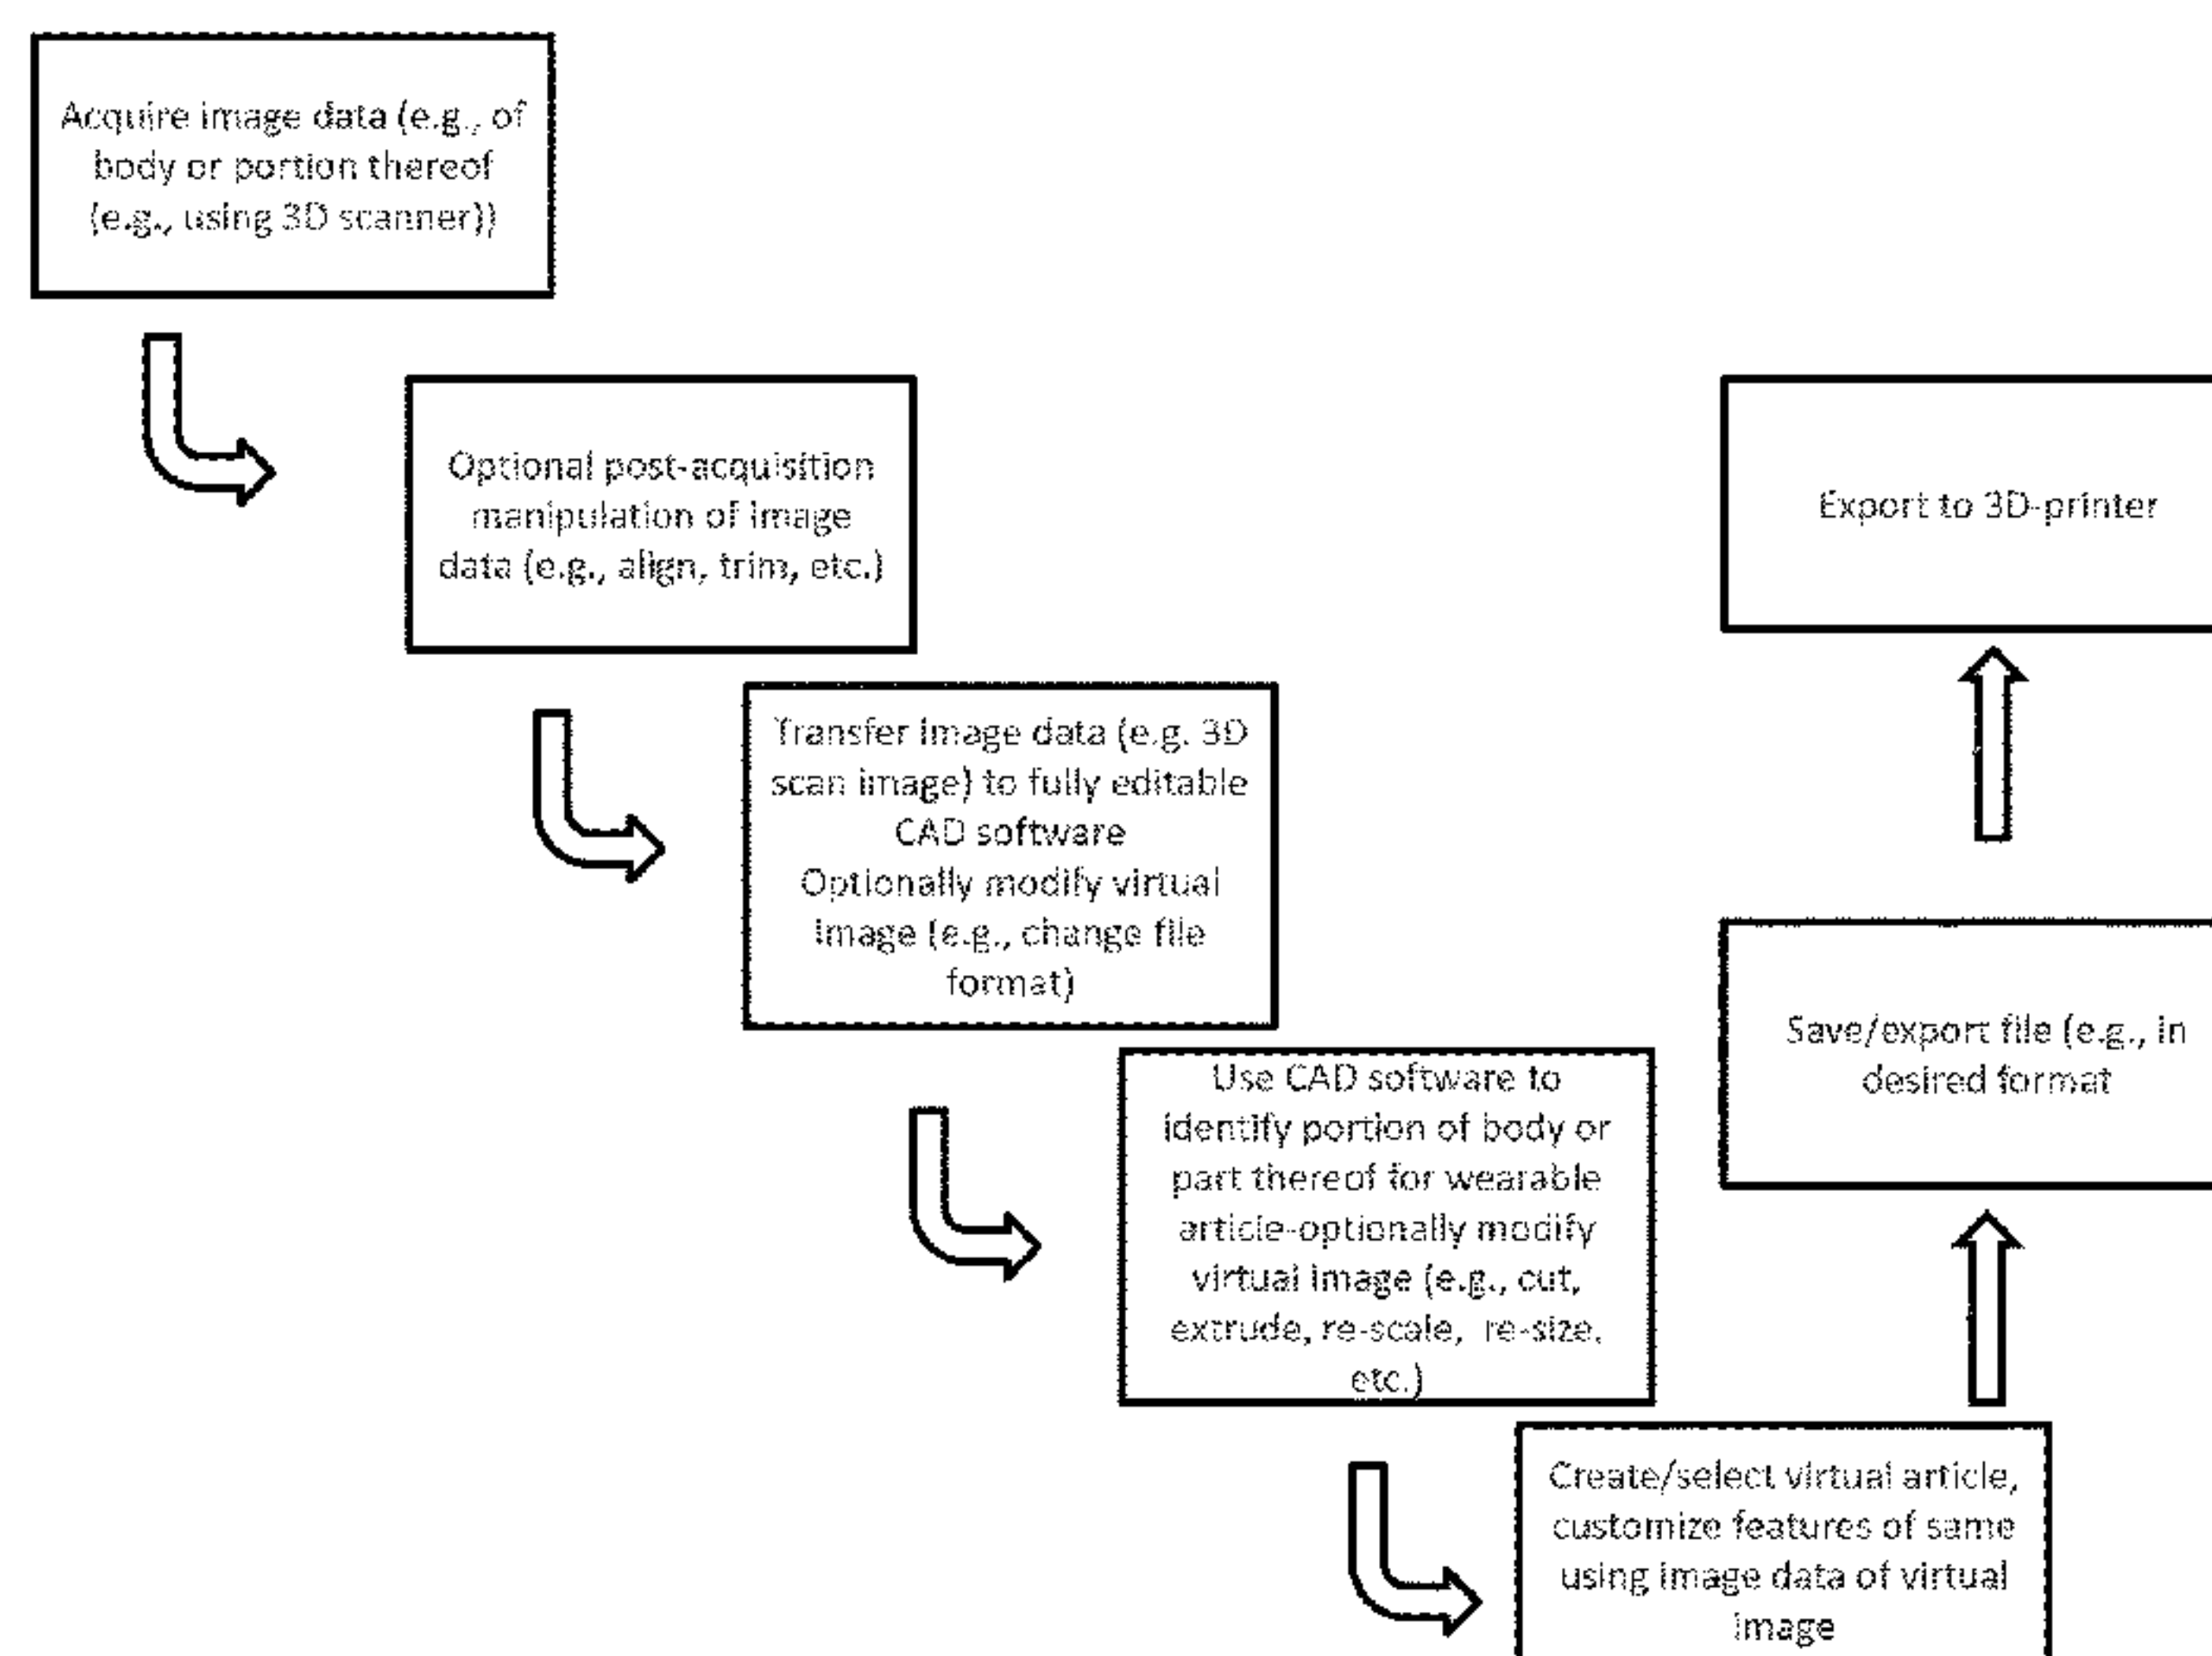 Acquire image data (e.g., of
body or portion thereof
(e.g., using 3D scanner))
Optional post-acquisition
manipulation of image
data (e.g., align, trim, etc.)
Transfer image data (e.g. 3D
scan image) to fully editable
CAD software
Optionally modify virtual
image (e.g., change file
format)
Use CAD software to
identify portion of body or
part thereof for wearable
article-optionally modify
virtual image (e.g., cut,
extrude, re-scale, re-size,
etc.)
Create/select virtual article,
customize features of same
using image data of virtual
image
Save/export file (e.g., in
desired format
Export to 3D-printer